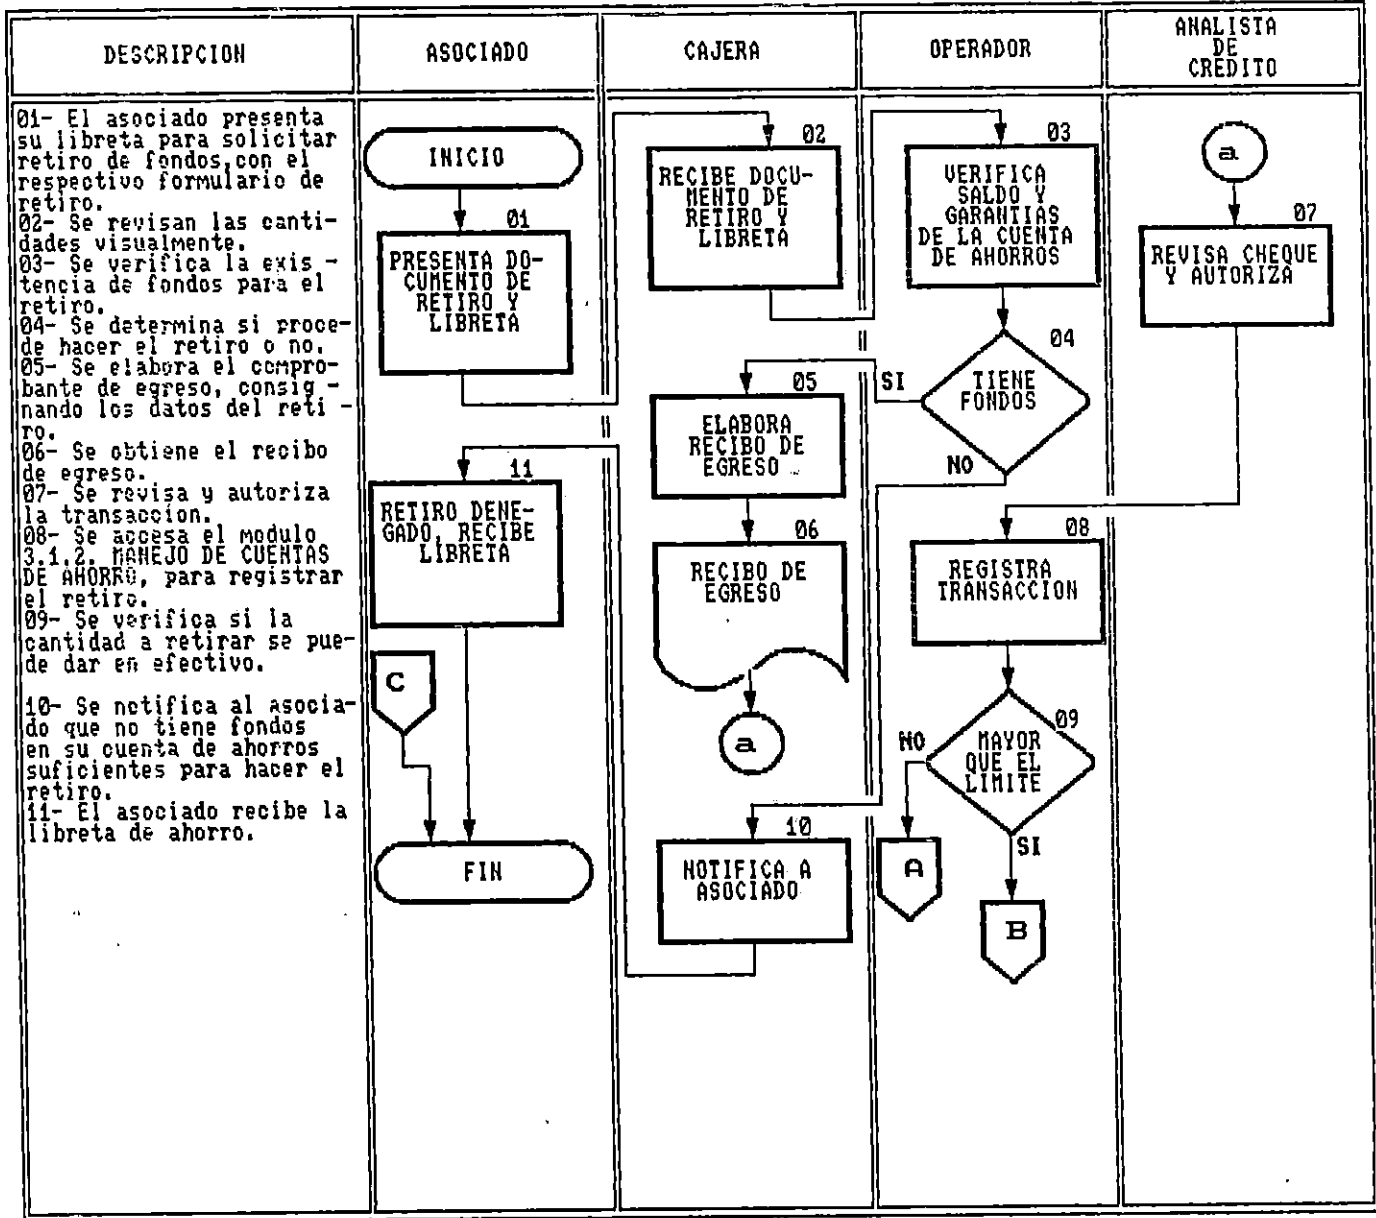 DESCRIPCION
ASOCIADO
CAJERA
OPERADOR
ANALISTA
DE
CREDITO
01- El asociado presenta
su libreta para solicitar
retiro de fondos,con el
respectivo formulario de
retiro.
02- Se revisan las canti-
dades visualmente.
03- Se verifica la exis -
tencia de fondos para el
retiro.
04- Se determina si proce-
de hacer el retiro o no.
05- Se elabora el compro-
bante de egreso, consig -
nando los datos del reti -
ro.
06- Se obtiene el recibo
de egreso.
07- Se revisa y autoriza
la transaccion.
08- Se accesa el modulo
3.1.2. MANEJO DE CUENTAS
DE AHORRO, para registrar
el retiro.
09- Se verifica si la
cantidad a retirar se pue-
de dar en efectivo.
10- Se notifica al asocia-
do que no tiene fondos
en su cuenta de ahorros
suficientes para hacer el
retiro.
11- El asociado recibe la
libreta de ahorro.
INICIO
01
PRESENTA DO-
CUMENTO DE
RETIRO Y
LIBRETA
11
RETIRO DENE-
GADO, RECIBE
LIBRETA
C
FIN
02
RECIBE DOCU-
MENTO DE
RETIRO Y
LIBRETA
05
ELABORA
RECIBO DE
EGRESO
06
RECIBO DE
EGRESO
a
10
NOTIFICA A
ASOCIADO
03
VERIFICA
SALDO Y
GARANTIAS
DE LA CUENTA
DE AHORROS
04
TIENE
FONDOS
SI
NO
08
REGISTRA
TRANSACCION
09
MAYOR
QUE EL
LIMITE
NO
SI
A
B
a
07
REVISA CHEQUE
Y AUTORIZA